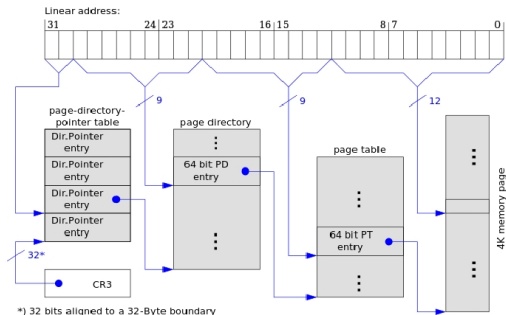 Linear address:
31 24 23 16 15 8 7 0
9 9 12
page-directory-
pointer table
Dir.Pointer
entry
Dir.Pointer
entry
Dir.Pointer
entry
Dir.Pointer
entry
page directory
64 bit PD
entry
page table
64 bit PT
entry
4K memory page
32*
CR3
*) 32 bits aligned to a 32-Byte boundary